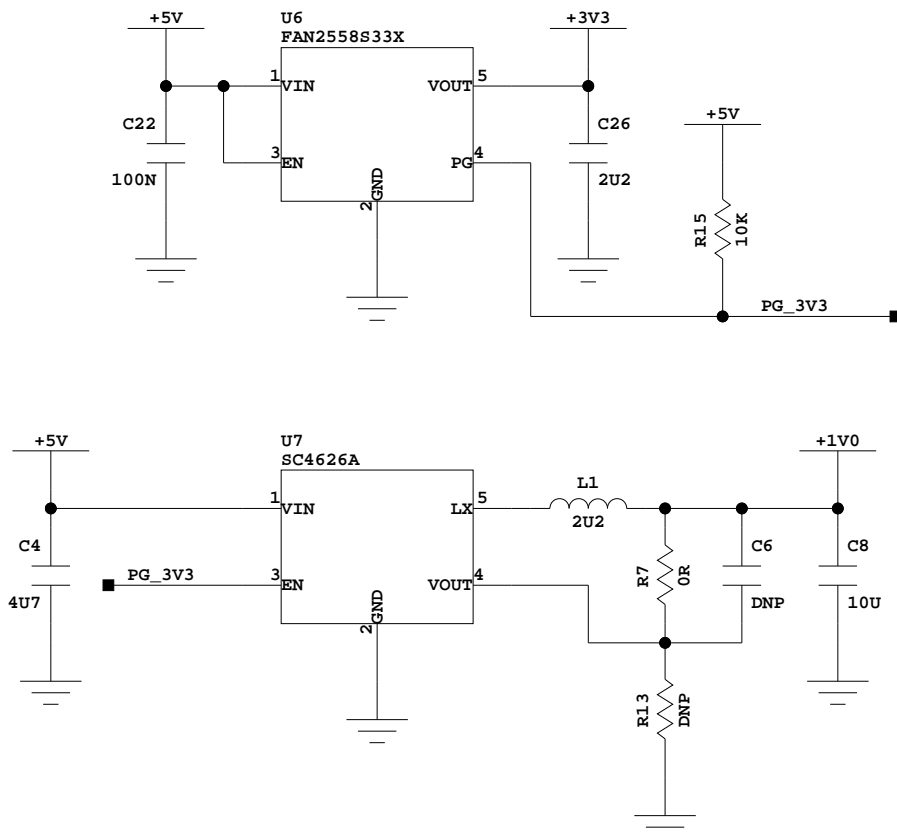 +5V
U6
FAN2558S33X
+3V3
1
VIN
VOUT
5
C22
100N
3
EN
PG
4
C26
2U2
+5V
2
GND
R15
10K
PG_3V3
+5V
U7
SC4626A
+1V0
1
VIN
LX
5
L1
2U2
C4
4U7
PG_3V3
3
EN
VOUT
4
R7
0R
C6
DNP
C8
10U
2
GND
R13
DNP